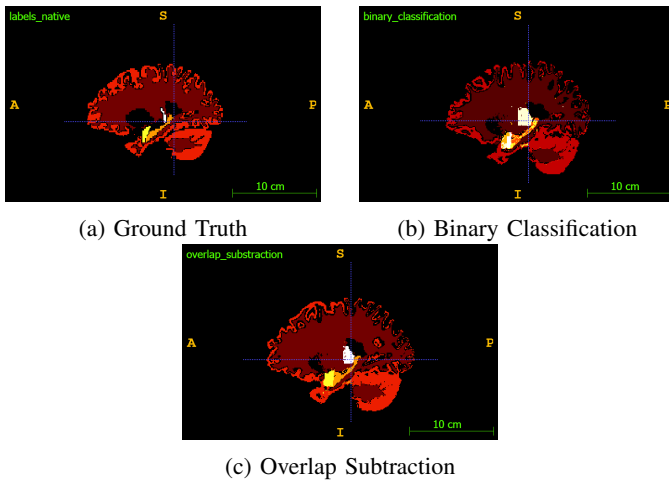 labels_native
S
A
P
I
10 cm
binary_classification
S
A
P
I
10 cm
(a) Ground Truth
(b) Binary Classification
overlap_substraction
S
A
P
I
10 cm
(c) Overlap Subtraction